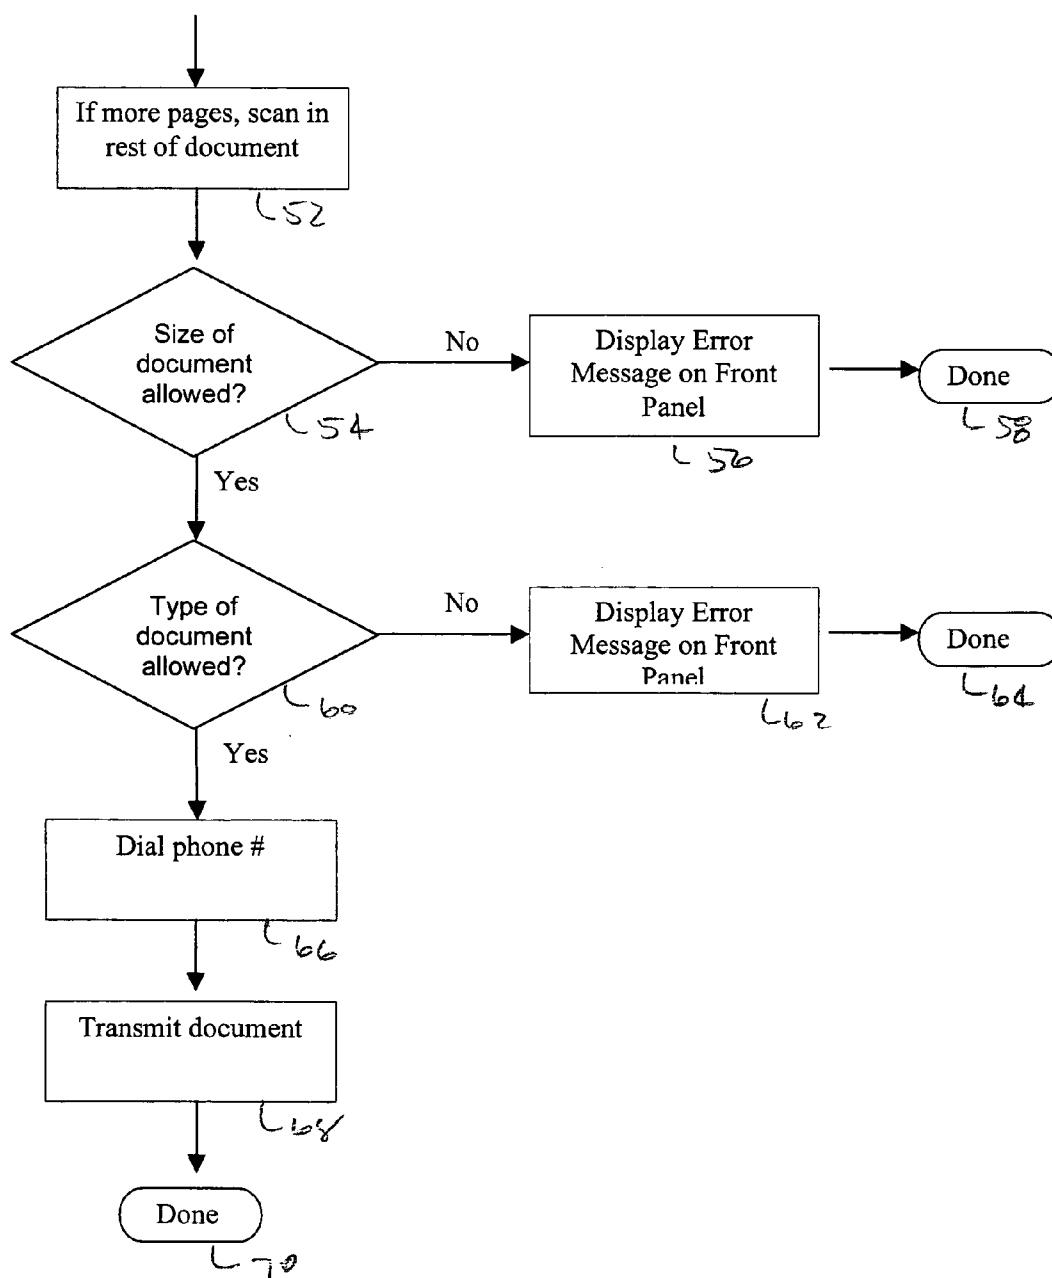 If more pages, scan in
rest of document
52
Size of
document
allowed?
54
No
Display Error
Message on Front
Panel
56
Done
58
Yes
Type of
document
allowed?
60
No
Display Error
Message on Front
Panel
62
Done
64
Yes
Dial phone #
66
Transmit document
68
Done
70